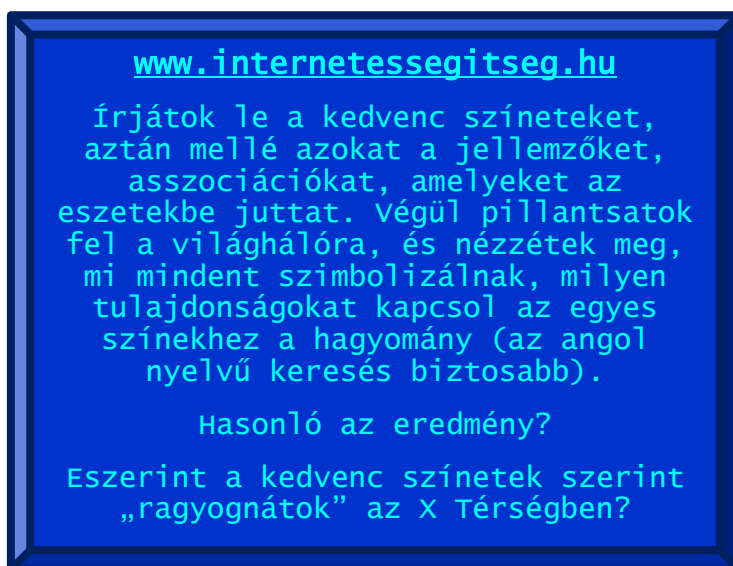 www.internetessegitseg.hu
Írjátok le a kedvenc színeteket,
aztán mellé azokat a jellemzőket,
asszociációkat, amelyeket az
eszetekbe juttat. Végül pillantsatok
fel a világhálóra, és nézzétek meg,
mi mindent szimbolizálnak, milyen
tulajdonságokat kapcsol az egyes
színekhez a hagyomány (az angol
nyelvű keresés biztosabb).
Hasonló az eredmény?
Eszerint a kedvenc színetek szerint
„ragyognátok” az X Térségben?